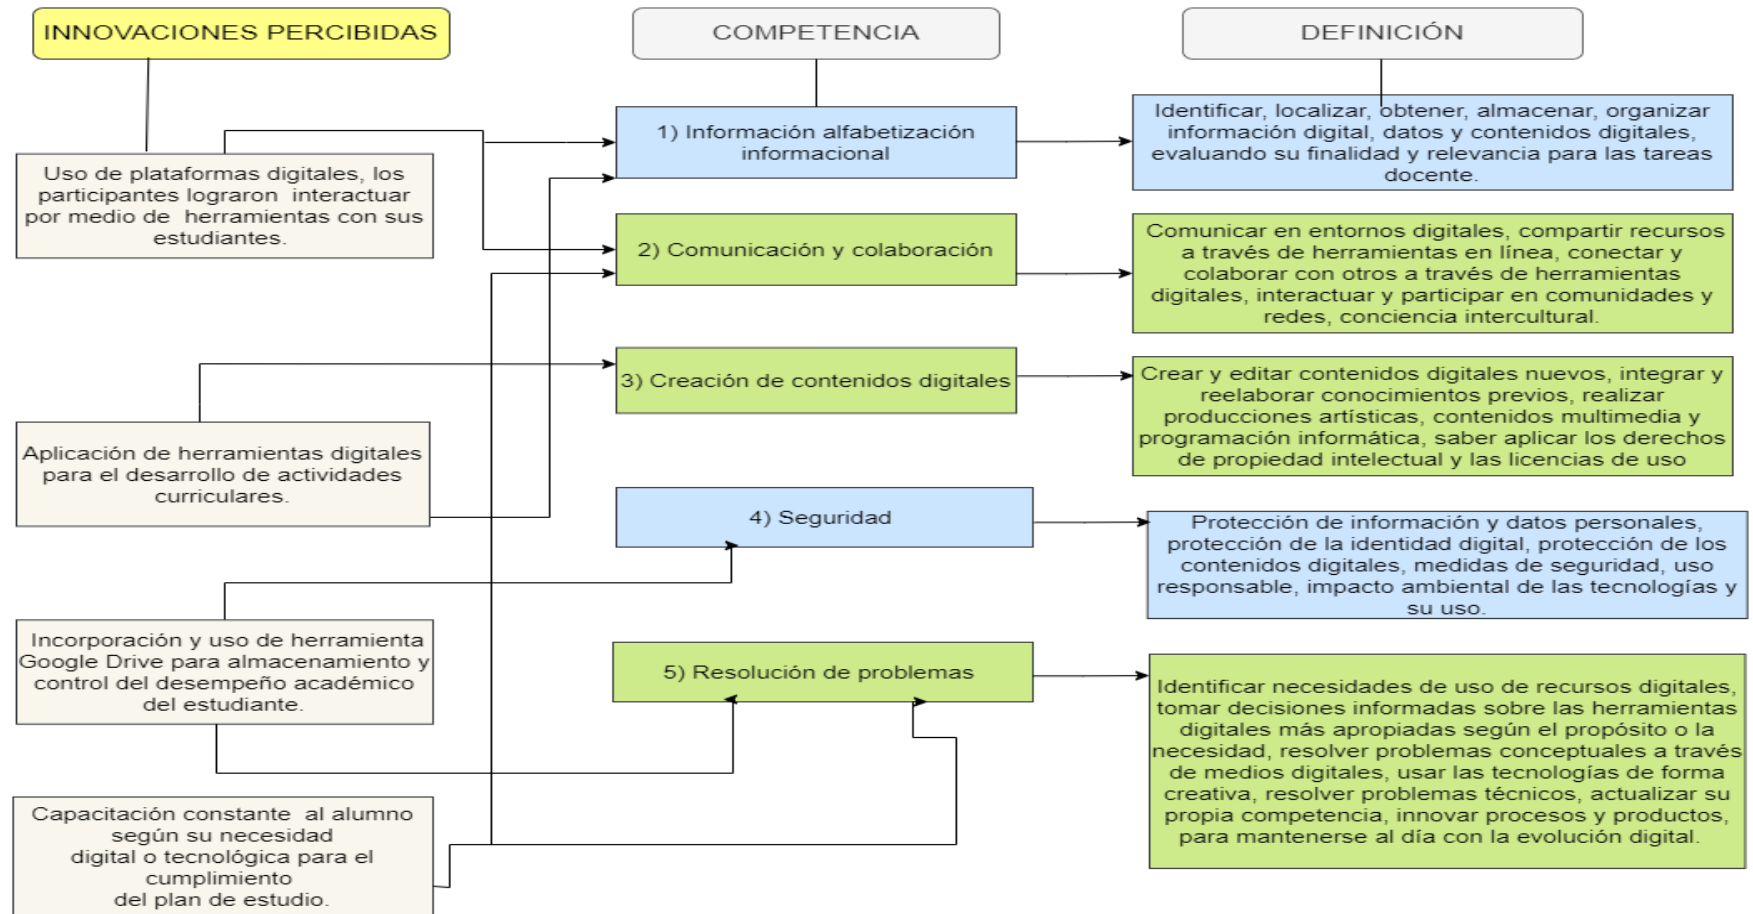 INNOVACIONES PERCIBIDAS
COMPETENCIA
DEFINICIÓN
Uso de plataformas digitales, los
participantes lograron interactuar
por medio de herramientas con sus
estudiantes.
Aplicación de herramientas digitales
para el desarrollo de actividades
curriculares.
Incorporación y uso de herramienta
Google Drive para almacenamiento y
control del desempeño académico
del estudiante.
Capacitación constante al alumno
según su necesidad
digital o tecnológica para el
cumplimiento
del plan de estudio.
1) Información alfabetización
informacional
2) Comunicación y colaboración
3) Creación de contenidos digitales
4) Seguridad
5) Resolución de problemas
Identificar, localizar, obtener, almacenar, organizar
información digital, datos y contenidos digitales,
evaluando su finalidad y relevancia para las tareas
docente.
Comunicar en entornos digitales, compartir recursos
a través de herramientas en línea, conectar y
colaborar con otros a través de herramientas
digitales, interactuar y participar en comunidades y
redes, conciencia intercultural.
Crear y editar contenidos digitales nuevos, integrar y
reelaborar conocimientos previos, realizar
producciones artísticas, contenidos multimedia y
programación informática, saber aplicar los derechos
de propiedad intelectual y las licencias de uso
Protección de información y datos personales,
protección de la identidad digital, protección de los
contenidos digitales, medidas de seguridad, uso
responsable, impacto ambiental de las tecnologías y
su uso.
Identificar necesidades de uso de recursos digitales,
tomar decisiones informadas sobre las herramientas
digitales más apropiadas según el propósito o la
necesidad, resolver problemas conceptuales a través
de medios digitales, usar las tecnologías de forma
creativa, resolver problemas técnicos, actualizar su
propia competencia, innovar procesos y productos,
para mantenerse al día con la evolución digital.